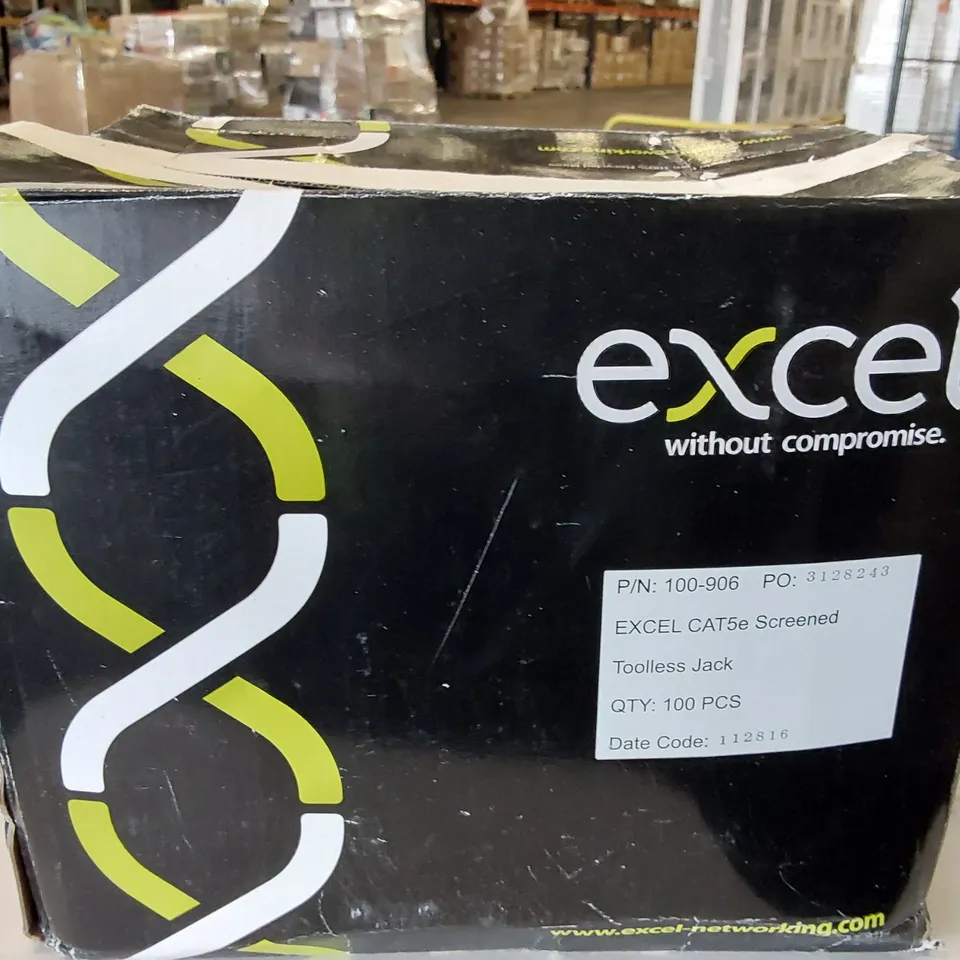 excel
without compromise.
P/N: 100-906 PO: 3128243
EXCEL CAT5e Screened
Toolless Jack
QTY: 100 PCS
Date Code: 112816
www.excel-networking.com